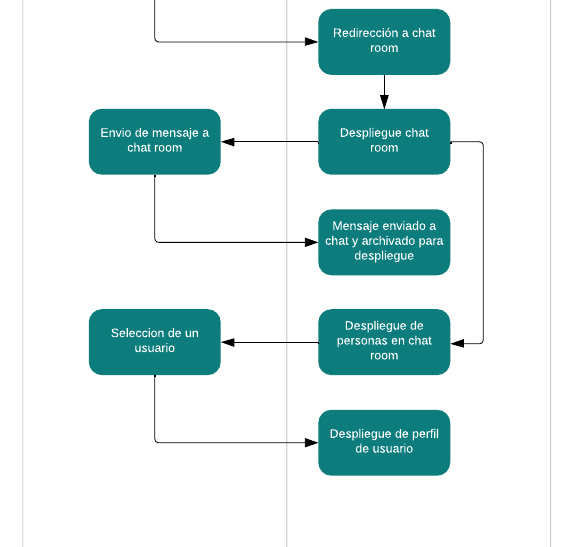 Redirección a chat
room
Envio de mensaje a
chat room
Despliegue chat
room
Mensaje enviado a
chat y archivado para
despliegue
Seleccion de un
usuario
Despliegue de
personas en chat
room
Despliegue de perfil
de usuario